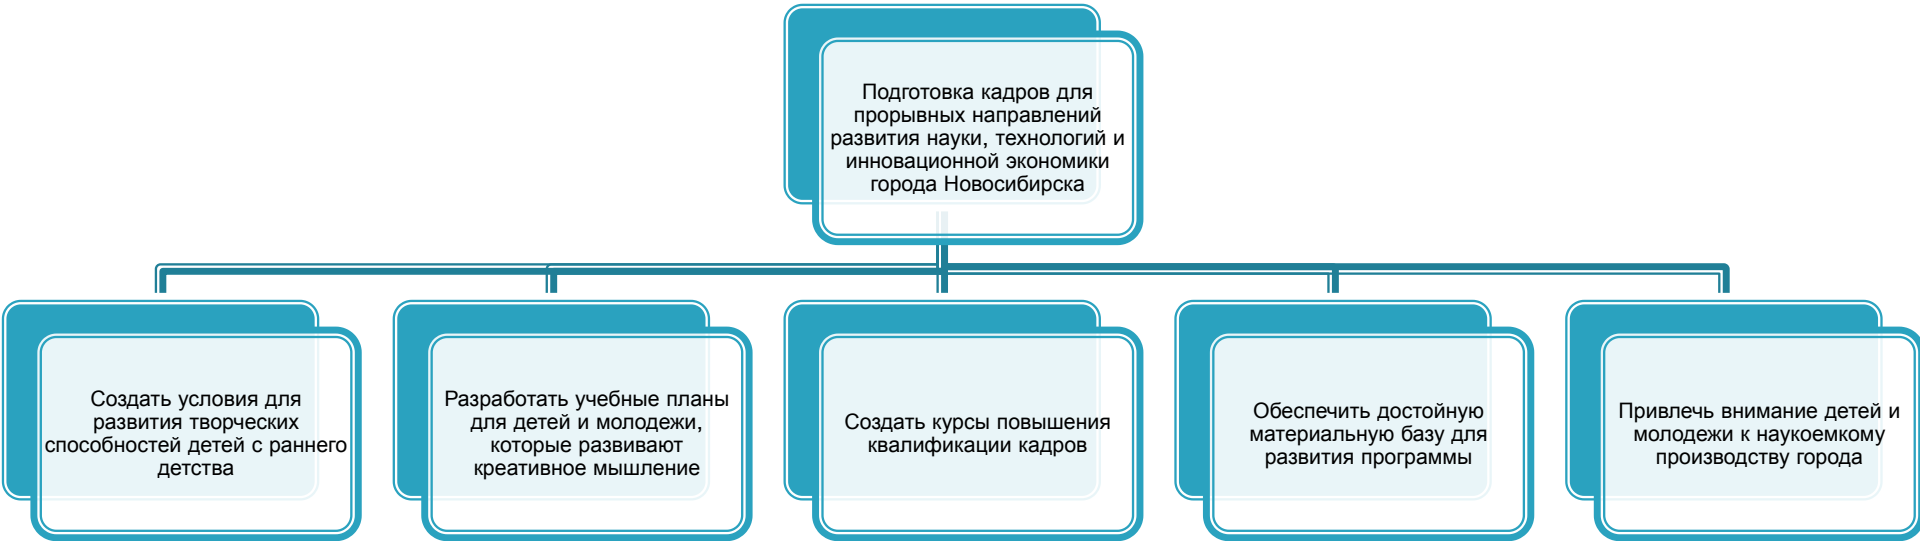 Подготовка кадров для
прорывных направлений
развития науки, технологий и
инновационной экономики
города Новосибирска
Создать условия для
развития творческих
способностей детей с раннего
детства
Разработать учебные планы
для детей и молодежи,
которые развивают
креативное мышление
Создать курсы повышения
квалификации кадров
Обеспечить достойную
материальную базу для
развития программы
Привлечь внимание детей и
молодежи к наукоемкому
производству города